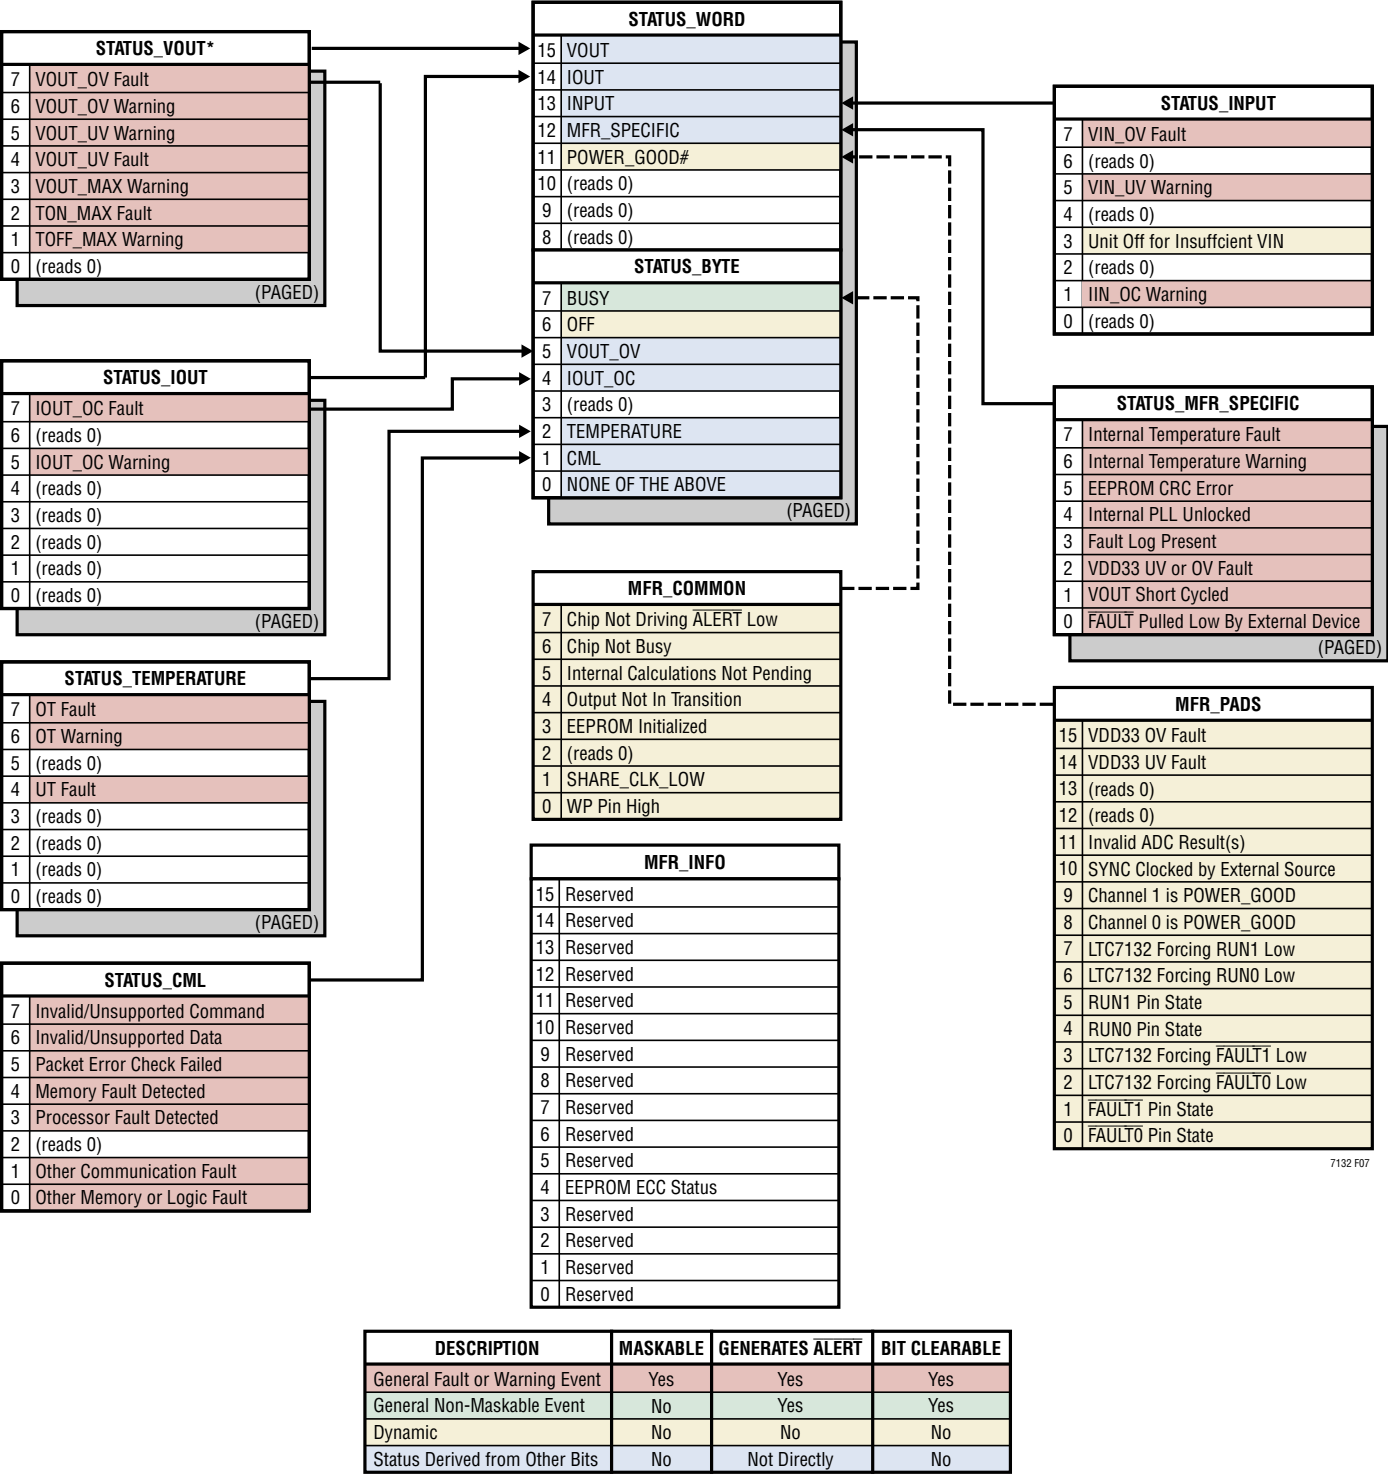 STATUS_VOUT*
7 VOUT_OV Fault
6 VOUT_OV Warning
5 VOUT_UV Warning
4 VOUT_UV Fault
3 VOUT_MAX Warning
2 TON_MAX Fault
1 TOFF_MAX Warning
0 (reads 0)
(PAGED)
STATUS_IOUT
7 IOUT_OC Fault
6 (reads 0)
5 IOUT_OC Warning
4 (reads 0)
3 (reads 0)
2 (reads 0)
1 (reads 0)
0 (reads 0)
(PAGED)
STATUS_TEMPERATURE
7 OT Fault
6 OT Warning
5 (reads 0)
4 UT Fault
3 (reads 0)
2 (reads 0)
1 (reads 0)
0 (reads 0)
(PAGED)
STATUS_CML
7 Invalid/Unsupported Command
6 Invalid/Unsupported Data
5 Packet Error Check Failed
4 Memory Fault Detected
3 Processor Fault Detected
2 (reads 0)
1 Other Communication Fault
0 Other Memory or Logic Fault
STATUS_WORD
15 VOUT
14 IOUT
13 INPUT
12 MFR_SPECIFIC
11 POWER_GOOD#
10 (reads 0)
9 (reads 0)
8 (reads 0)
STATUS_BYTE
7 BUSY
6 OFF
5 VOUT_OV
4 IOUT_OC
3 (reads 0)
2 TEMPERATURE
1 CML
0 NONE OF THE ABOVE
(PAGED)
MFR_COMMON
7 Chip Not Driving ALERT Low
6 Chip Not Busy
5 Internal Calculations Not Pending
4 Output Not In Transition
3 EEPROM Initialized
2 (reads 0)
1 SHARE_CLK_LOW
0 WP Pin High
MFR_INFO
15 Reserved
14 Reserved
13 Reserved
12 Reserved
11 Reserved
10 Reserved
9 Reserved
8 Reserved
7 Reserved
6 Reserved
5 Reserved
4 EEPROM ECC Status
3 Reserved
2 Reserved
1 Reserved
0 Reserved
STATUS_INPUT
7 VIN_OV Fault
6 (reads 0)
5 VIN_UV Warning
4 (reads 0)
3 Unit Off for Insuffcient VIN
2 (reads 0)
1 IIN_OC Warning
0 (reads 0)
STATUS_MFR_SPECIFIC
7 Internal Temperature Fault
6 Internal Temperature Warning
5 EEPROM CRC Error
4 Internal PLL Unlocked
3 Fault Log Present
2 VDD33 UV or OV Fault
1 VOUT Short Cycled
0 FAULT Pulled Low By External Device
(PAGED)
MFR_PADS
15 VDD33 OV Fault
14 VDD33 UV Fault
13 (reads 0)
12 (reads 0)
11 Invalid ADC Result(s)
10 SYNC Clocked by External Source
9 Channel 1 is POWER_GOOD
8 Channel 0 is POWER_GOOD
7 LTC7132 Forcing RUN1 Low
6 LTC7132 Forcing RUN0 Low
5 RUN1 Pin State
4 RUN0 Pin State
3 LTC7132 Forcing FAULT1 Low
2 LTC7132 Forcing FAULT0 Low
1 FAULT1 Pin State
0 FAULT0 Pin State
7132 F07
DESCRIPTION MASKABLE GENERATES ALERT BIT CLEARABLE
General Fault or Warning Event Yes Yes Yes
General Non-Maskable Event No Yes Yes
Dynamic No No No
Status Derived from Other Bits No Not Directly No